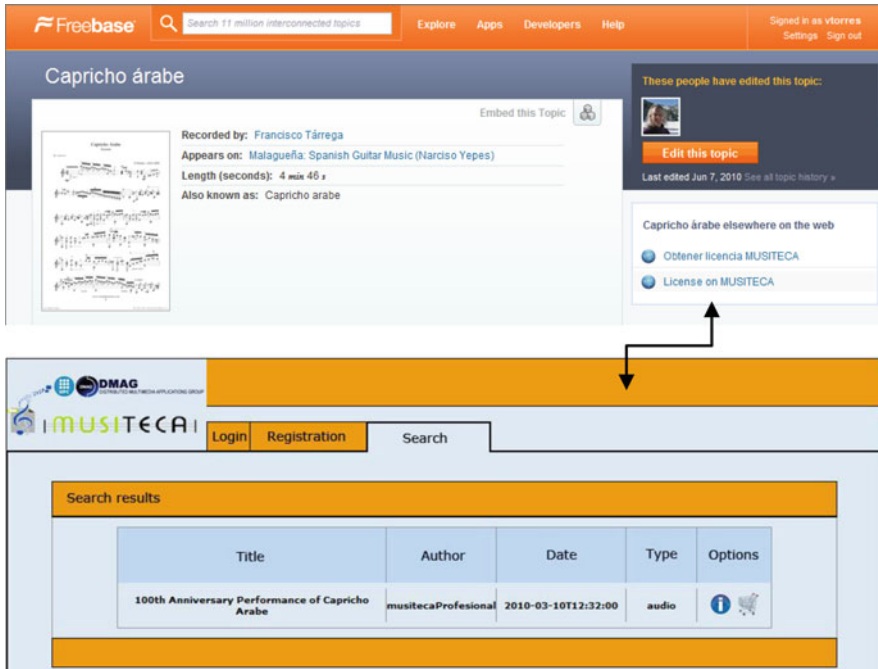 Freebase Search 11 million interconnected topics Explore Apps Developers Help Signed in as vtorres
Settings Sign out
Capricho árabe
Embed this Topic
Recorded by: Francisco Tárrega
Appears on: Malagueña: Spanish Guitar Music (Narciso Yepes)
Length (seconds): 4 min 46 s
Also known as: Capricho arabe
These people have edited this topic:
Edit this topic
Last edited Jun 7, 2010 See all topic history »
Capricho árabe elsewhere on the web
Obtener licencia MUSITECA
License on MUSITECA
DMAG
DISTRIBUTED MULTIMEDIA APPLICATIONS GROUP
MUSITECA
Login Registration Search
Search results
Title Author Date Type Options
100th Anniversary Performance of Capricho
Arabe
musitecaProfesional 2010-03-10T12:32:00 audio